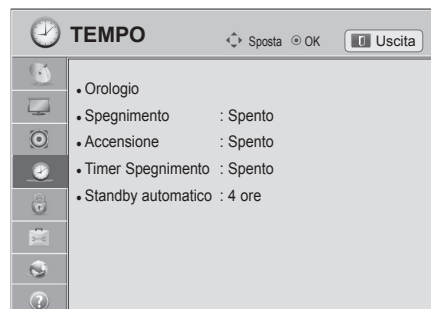 TEMPO Sposta OK Uscita
• Orologio
• Spegnimento : Spento
• Accensione : Spento
• Timer Spegnimento : Spento
• Standby automatico : 4 ore